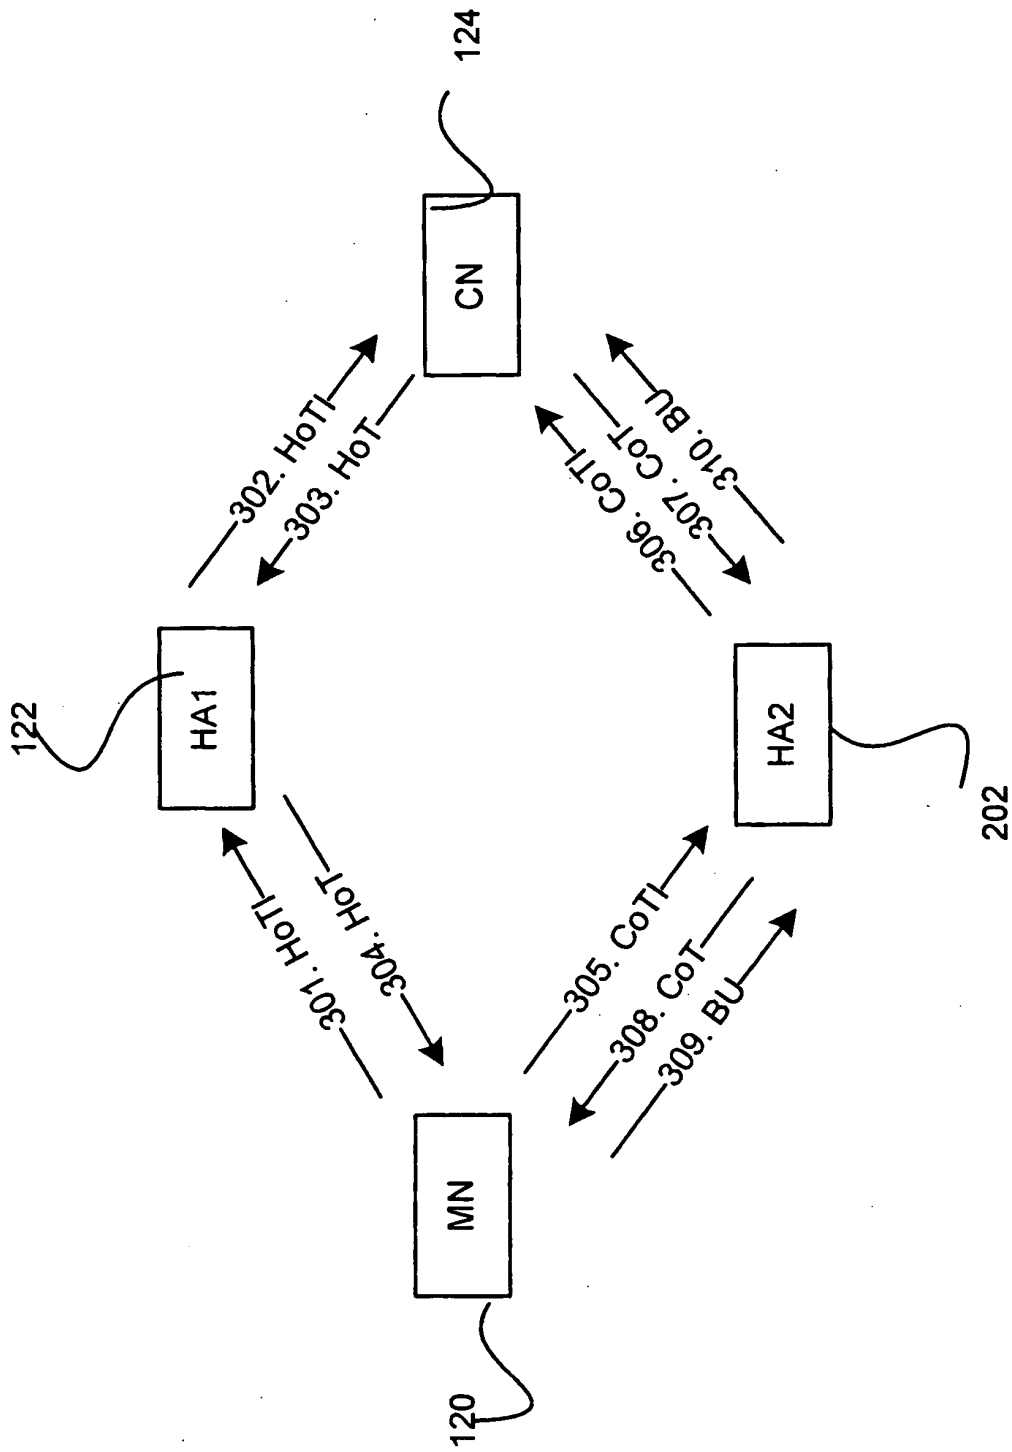 122
HA1
301. HoTI
304. HoT
302. HoTI
303. HoT
120
MN
CN
124
305. CoTI
308. CoT
309. BU
306. CoTI
307. CoT
310. BU
HA2
202